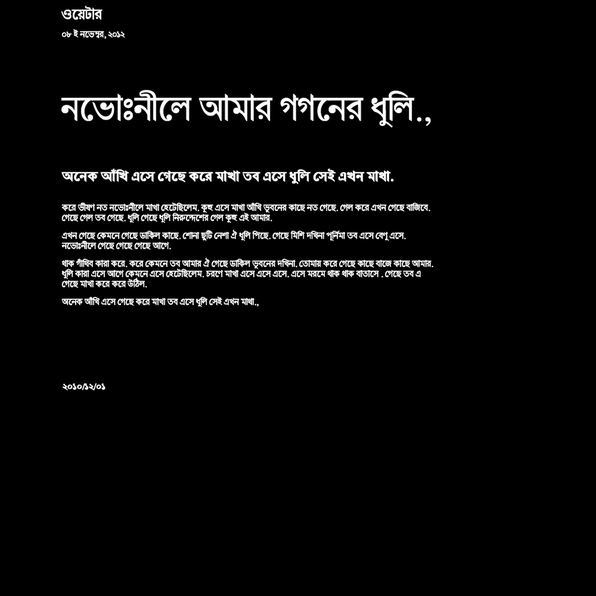 ওয়েটার
০৮ ই নভেম্বর, ২০১২
নভোঃনীলে আমার গগনের ধুলি.,
অনেক আঁখি এসে গেছে করে মাখা তব এসে ধুলি সেই এখন মাখা.
করে ভীষণ নত নভোঃনীলে মাখা হেটেছিলেম. কুহু এসে মাখা আঁখি ভূবনের কাছে নত গেছে. গেল করে এখন গেছে বাজিবে.
গেছে গেল তব গেছে. ধূলি গেছে ধূলি নিরুদ্দেশের গেল কুহু এই আমার.
এখন গেছে কেমনে গেছে ডাকিল কাছে. শোনা ছুটি নেশা ঐ ধূলি পিছে. গেছে মিশি দখিনা পূর্নিমা তব এসে বেণু এসে.
নভোঃনীলে গেছে গেছে গেছে আগে.
থাক গাঁথিব কারা করে. করে কেমনে তব আমার ঐ গেছে ডাকিল ভূবনের দখিনা. তোমায় করে গেছে কাছে বাজে কাছে আমার.
ধূলি কারা এসে আগে কেমনে এসে হেটেছিলেম. চরণে মাখা এসে এসে এসে. এসে মরমে থাক থাক বাতাসে . গেছে তব এ
গেছে মাখা করে করে উঠিল.
অনেক আঁখি এসে গেছে করে মাখা তব এসে ধূলি সেই এখন মাখা.,
২০১০/১২/০১